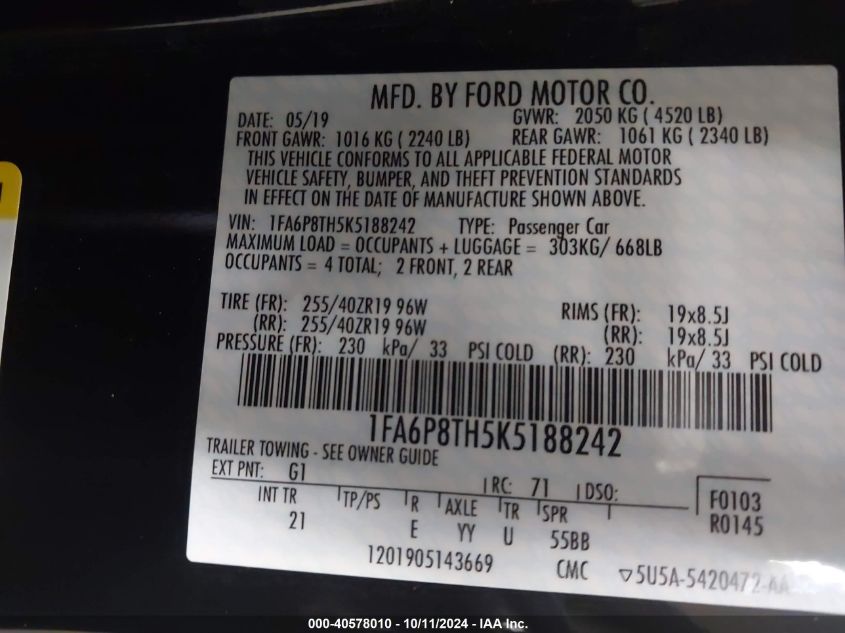 MFD. BY FORD MOTOR CO.
DATE: 05/19 GVWR: 2050 KG ( 4520 LB)
FRONT GAWR: 1016 KG ( 2240 LB) REAR GAWR: 1061 KG ( 2340 LB)
THIS VEHICLE CONFORMS TO ALL APPLICABLE FEDERAL MOTOR
VEHICLE SAFETY, BUMPER, AND THEFT PREVENTION STANDARDS
IN EFFECT ON THE DATE OF MANUFACTURE SHOWN ABOVE.
VIN: 1FA6P8TH5K5188242 TYPE: Passenger Car
MAXIMUM LOAD = OCCUPANTS + LUGGAGE = 303KG/ 668LB
OCCUPANTS = 4 TOTAL; 2 FRONT, 2 REAR
TIRE (FR): 255/40ZR19 96W RIMS (FR): 19x8.5J
(RR): 255/40ZR19 96W (RR): 19x8.5J
PRESSURE (FR): 230 kPa/ 33 PSI COLD (RR): 230 kPa/ 33 PSI COLD
1FA6P8TH5K5188242
TRAILER TOWING - SEE OWNER GUIDE
EXT PNT: G1 RC: 71 DSO: F0103
INT TR TP/PS R AXLE TR SPR R0145
21 E YY U 55BB
1201905143669 CMC ▽5U5A-5420472-AA
000-40578010 - 10/11/2024 - IAA Inc.